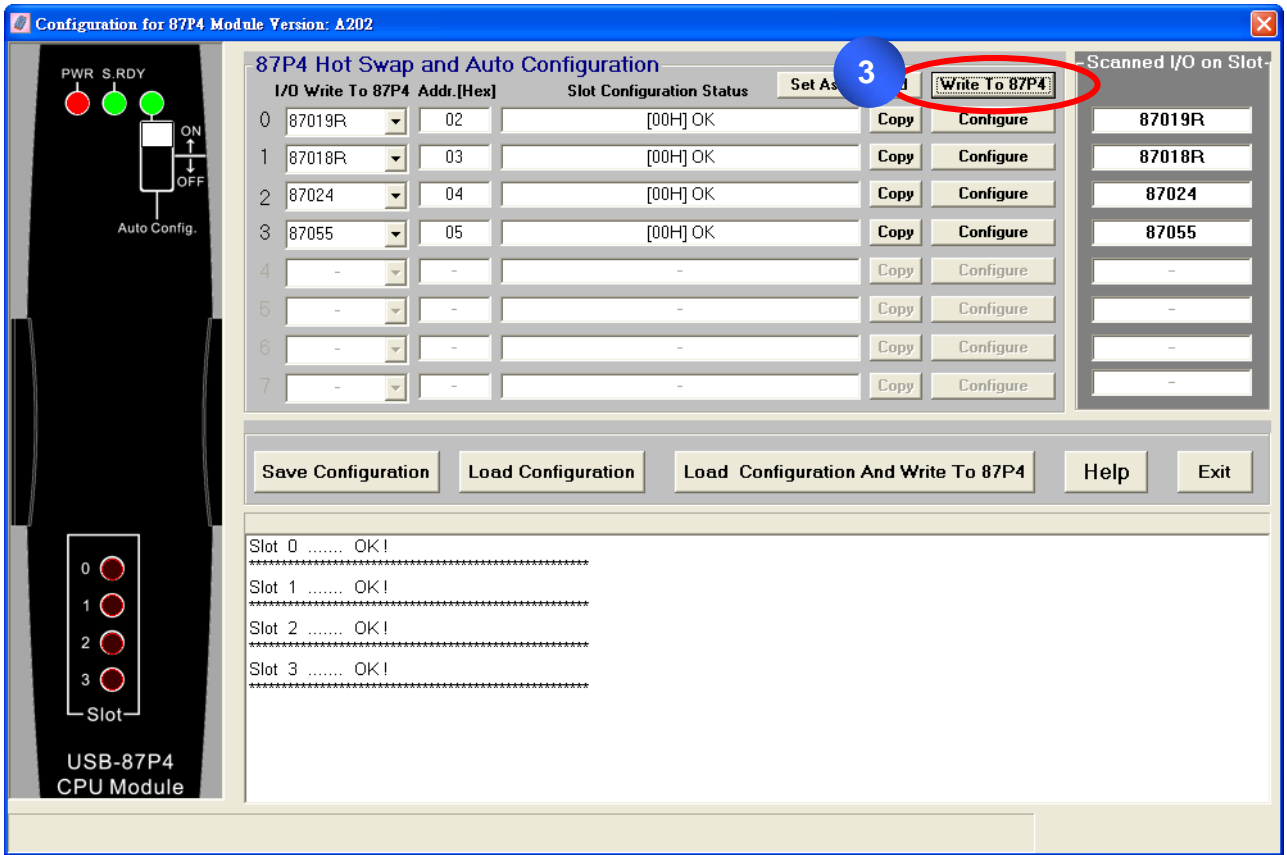 Configuration for 87P4 Module Version: A202
PWR S.RDY
ON
OFF
Auto Config.
87P4 Hot Swap and Auto Configuration
3
Set As
Write To 87P4
Scanned I/O on Slot
I/O Write To 87P4 Addr.[Hex] Slot Configuration Status
0 87019R 02 [00H] OK Copy Configure 87019R
1 87018R 03 [00H] OK Copy Configure 87018R
2 87024 04 [00H] OK Copy Configure 87024
3 87055 05 [00H] OK Copy Configure 87055
4 - - - Copy Configure -
5 - - - Copy Configure -
6 - - - Copy Configure -
7 - - - Copy Configure -
Save Configuration Load Configuration Load Configuration And Write To 87P4 Help Exit
Slot 0 ....... OK!
****************************************************
Slot 1 ....... OK!
****************************************************
Slot 2 ....... OK!
****************************************************
Slot 3 ....... OK!
****************************************************
0
1
2
3
Slot
USB-87P4
CPU Module